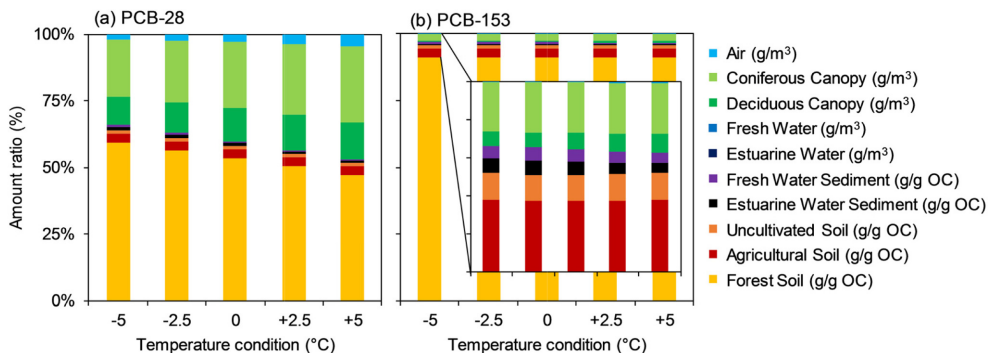 (a) PCB-28
(b) PCB-153
100%
75%
50%
25%
0%
Amount ratio (%)
-5 -2.5 0 +2.5 +5
Temperature condition (°C)
-5 -2.5 0 +2.5 +5
Temperature condition (°C)
Air (g/m³)
Coniferous Canopy (g/m³)
Deciduous Canopy (g/m³)
Fresh Water (g/m³)
Estuarine Water (g/m³)
Fresh Water Sediment (g/g OC)
Estuarine Water Sediment (g/g OC)
Uncultivated Soil (g/g OC)
Agricultural Soil (g/g OC)
Forest Soil (g/g OC)